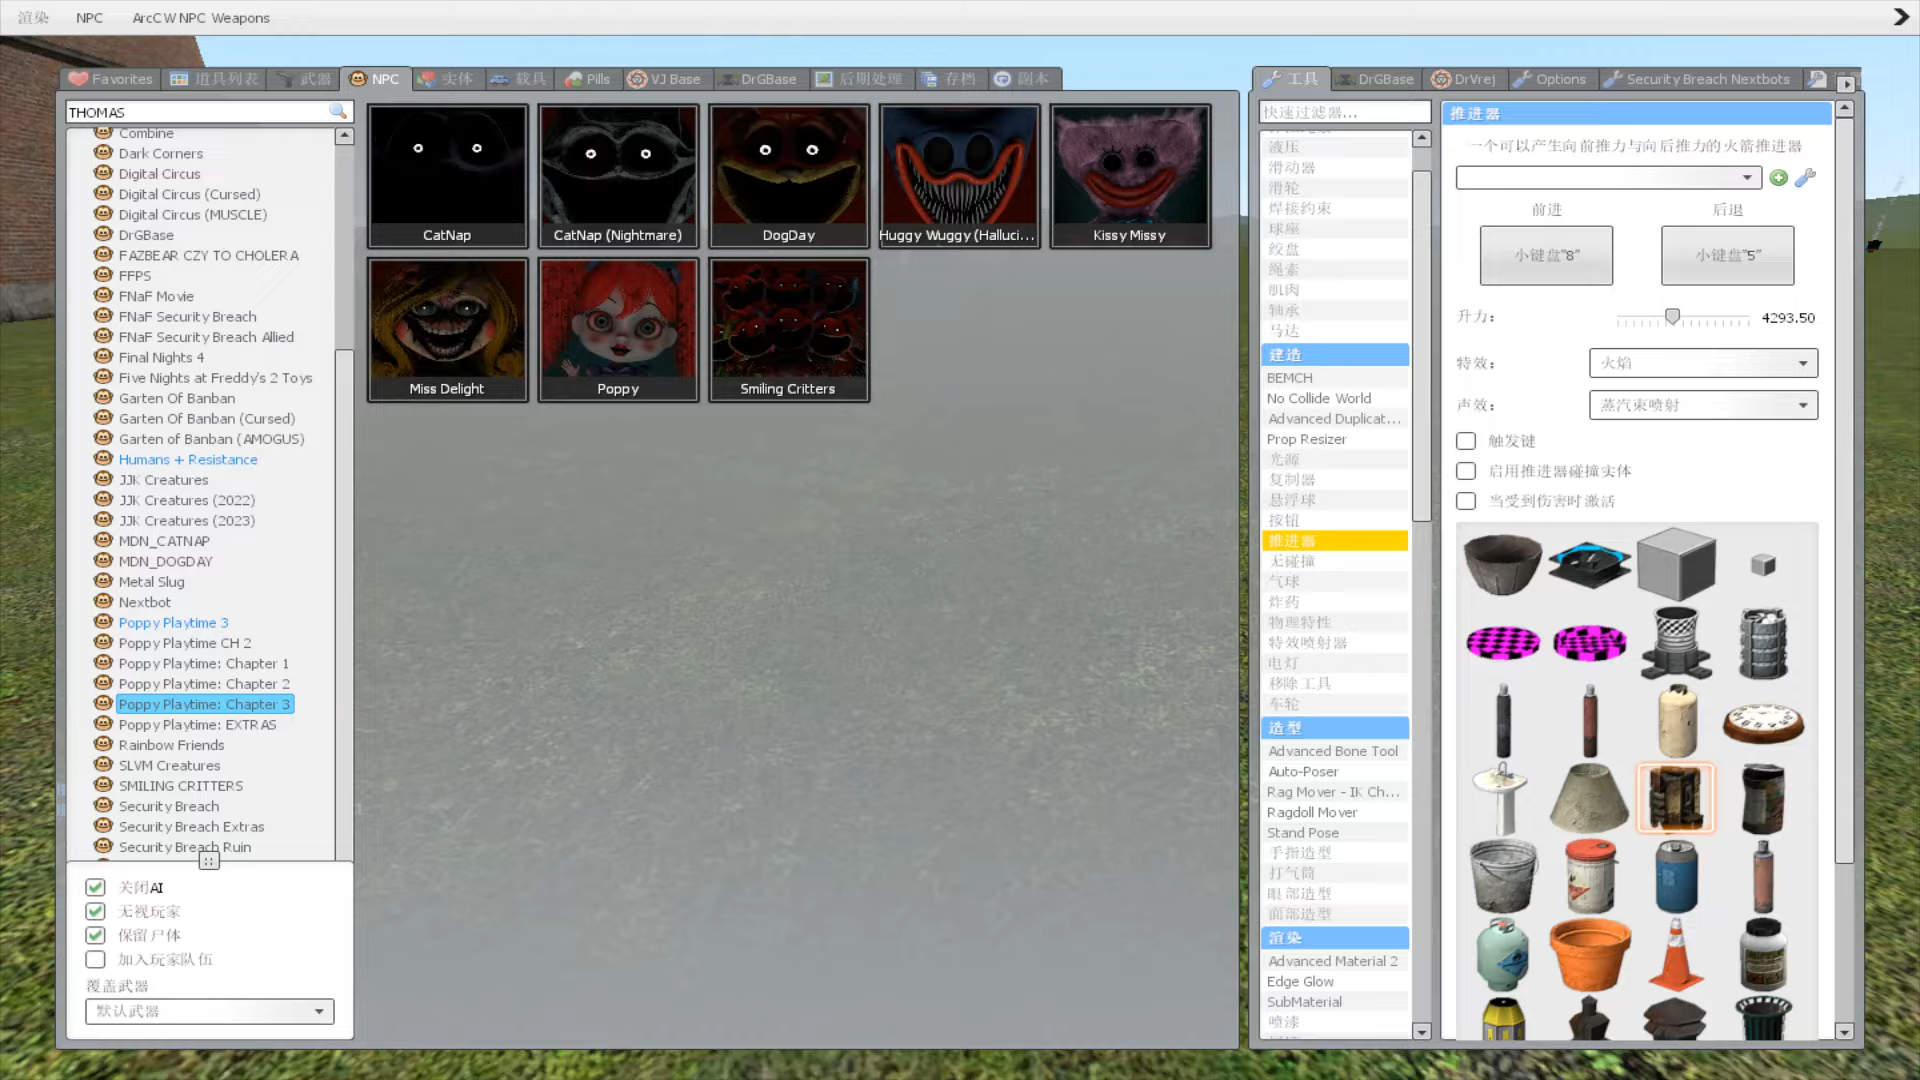 渲染 NPC ArcCW NPC Weapons
Favorites 道具列表 武器 NPC 实体 载具 Pills VJ Base DrGBase 后期处理 存档 副本
THOMAS
Combine
Dark Corners
Digital Circus
Digital Circus (Cursed)
Digital Circus (MUSCLE)
DrGBase
FAZBEAR CZY TO CHOLERA
FFPS
FNaF Movie
FNaF Security Breach
FNaF Security Breach Allied
Final Nights 4
Five Nights at Freddy's 2 Toys
Garten Of Banban
Garten Of Banban (Cursed)
Garten of Banban (AMOGUS)
Humans + Resistance
JJK Creatures
JJK Creatures (2022)
JJK Creatures (2023)
MDN_CATNAP
MDN_DOGDAY
Metal Slug
Nextbot
Poppy Playtime 3
Poppy Playtime CH 2
Poppy Playtime: Chapter 1
Poppy Playtime: Chapter 2
Poppy Playtime: Chapter 3
Poppy Playtime: EXTRAS
Rainbow Friends
SLVM Creatures
SMILING CRITTERS
Security Breach
Security Breach Extras
Security Breach Ruin
关闭AI
无视玩家
保留尸体
加入玩家队伍
覆盖武器
默认武器
CatNap
CatNap (Nightmare)
DogDay
Huggy Wuggy (Halluci...
Kissy Missy
Miss Delight
Poppy
Smiling Critters
工具 DrGBase DrVrej Options Security Breach Nextbots
快速过滤器...
液压
滑动器
滑轮
焊接约束
球座
绞盘
绳索
肌肉
轴承
马达
建造
BEMCH
No Collide World
Advanced Duplicat...
Prop Resizer
光源
复制器
悬浮球
按钮
推进器
无碰撞
气球
炸药
物理特性
特效喷射器
电灯
移除工具
车轮
造型
Advanced Bone Tool
Auto-Poser
Rag Mover - IK Ch...
Ragdoll Mover
Stand Pose
手指造型
打气筒
眼部造型
面部造型
渲染
Advanced Material 2
Edge Glow
SubMaterial
喷漆
推进器
一个可以产生向前推力与向后推力的火箭推进器
前进 后退
小键盘"8" 小键盘"5"
升力: 4293.50
特效: 火焰
声效: 蒸汽束喷射
触发键
启用推进器碰撞实体
当受到伤害时激活